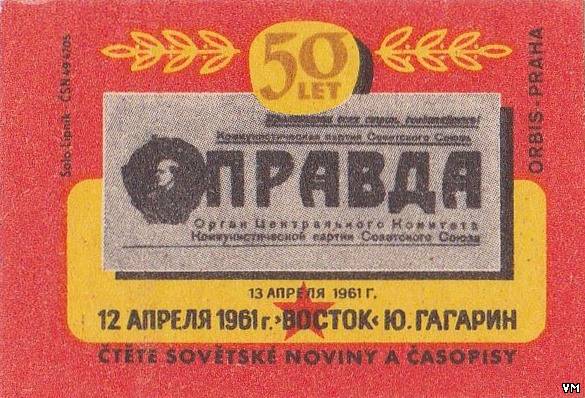 50
LET
Solo Lipník - ČSN 49 5705
ORBIS - PRAHA
Пролетарии всех стран, соединяйтесь!
Коммунистическая партия Советского Союза
ПРАВДА
Орган Центрального Комитета
Коммунистической партии Советского Союза
13 АПРЕЛЯ 1961 Г.
12 АПРЕЛЯ 1961 г. ›ВОСТОК‹ Ю. ГАГАРИН
ČTĚTE SOVĚTSKÉ NOVINY A ČASOPISY
VM